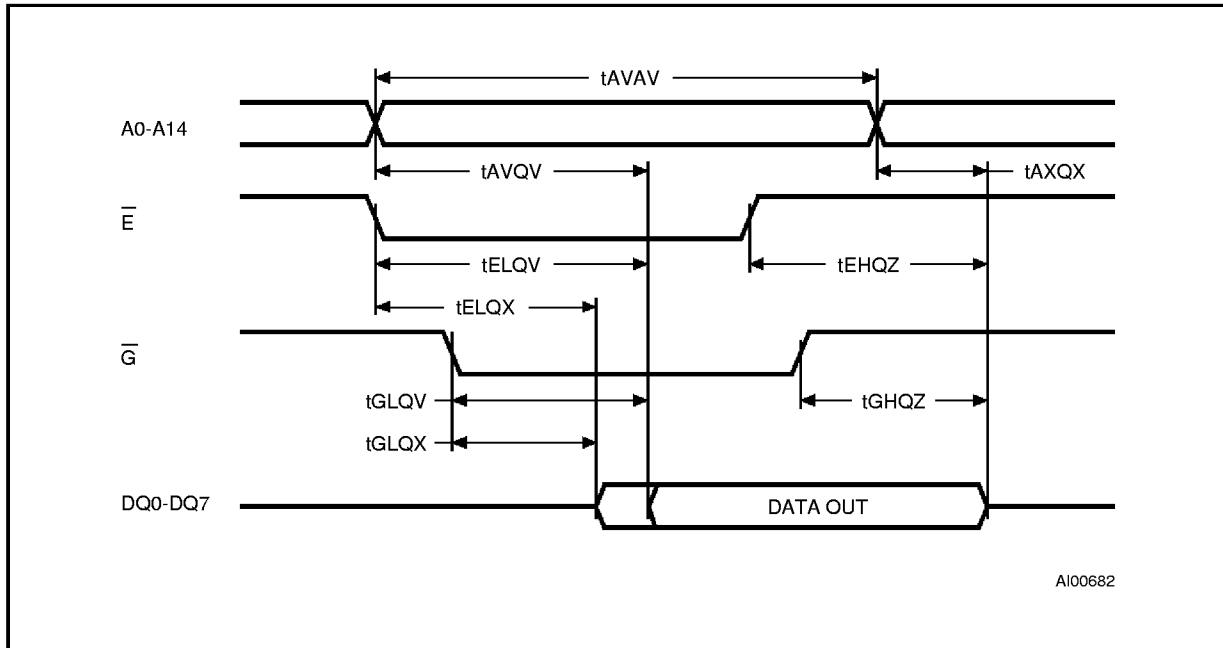 tAVAV
A0-A14
tAVQV
tAXQX
E̅
tELQV
tEHQZ
tELQX
G̅
tGLQV
tGHQZ
tGLQX
DQ0-DQ7
DATA OUT
AI00682